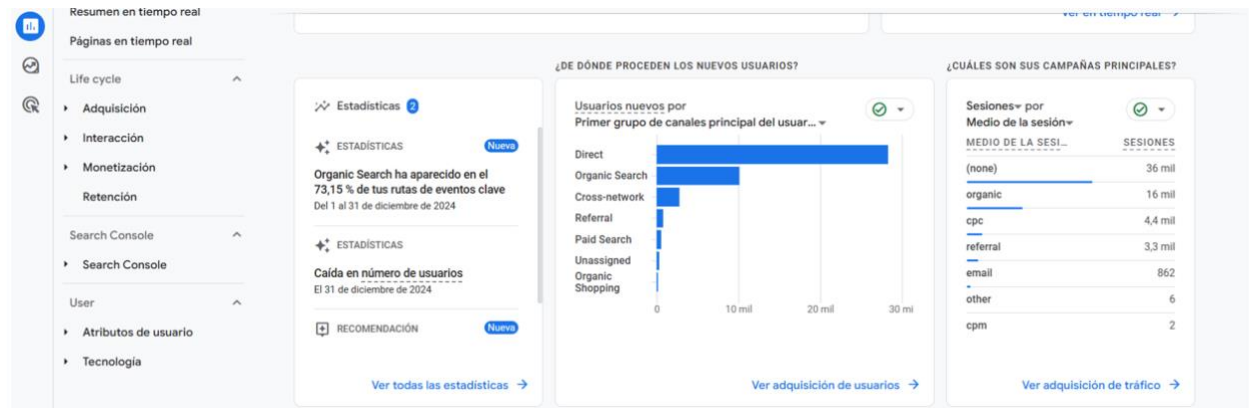 Resumen en tiempo real
Páginas en tiempo real
Life cycle
Adquisición
Interacción
Monetización
Retención
Search Console
Search Console
User
Atributos de usuario
Tecnología
Estadísticas 2
ESTADÍSTICAS Nueva
Organic Search ha aparecido en el
73,15 % de tus rutas de eventos clave
Del 1 al 31 de diciembre de 2024
ESTADÍSTICAS
Caída en número de usuarios
El 31 de diciembre de 2024
RECOMENDACIÓN Nueva
Ver todas las estadísticas
¿DE DÓNDE PROCEDEN LOS NUEVOS USUARIOS?
Usuarios nuevos por
Primer grupo de canales principal del usuar...
Direct
Organic Search
Cross-network
Referral
Paid Search
Unassigned
Organic
Shopping
0 10 mil 20 mil 30 mi
Ver adquisición de usuarios
Ver en tiempo real
¿CUÁLES SON SUS CAMPAÑAS PRINCIPALES?
Sesiones por
Medio de la sesión
MEDIO DE LA SESI... SESIONES
(none) 36 mil
organic 16 mil
cpc 4,4 mil
referral 3,3 mil
email 862
other 6
cpm 2
Ver adquisición de tráfico